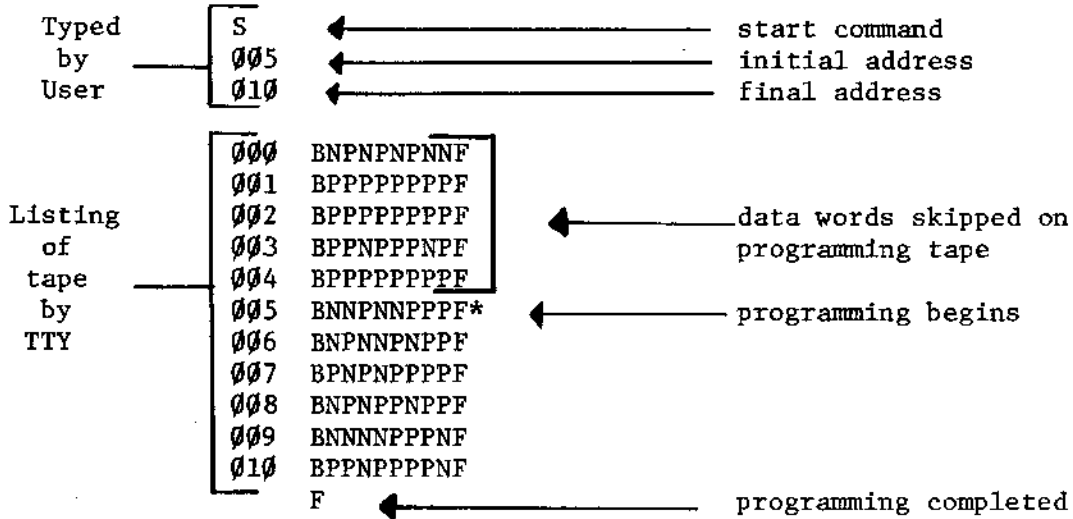 Typed S start command
by ØØ5 initial address
User Ø1Ø final address
ØØØ BNPNPNPNNF
ØØ1 BPPPPPPPPF
Listing ØØ2 BPPPPPPPPF data words skipped on
of ØØ3 BPPNPPPNPF programming tape
tape ØØ4 BPPPPPPPPF
by ØØ5 BNNPNNPPPF* programming begins
TTY ØØ6 BNPNNPNPPF
ØØ7 BPNPNPPPPF
ØØ8 BNPNPPNPPF
ØØ9 BNNNNPPPNF
Ø1Ø BPPNPPPPNF
F programming completed